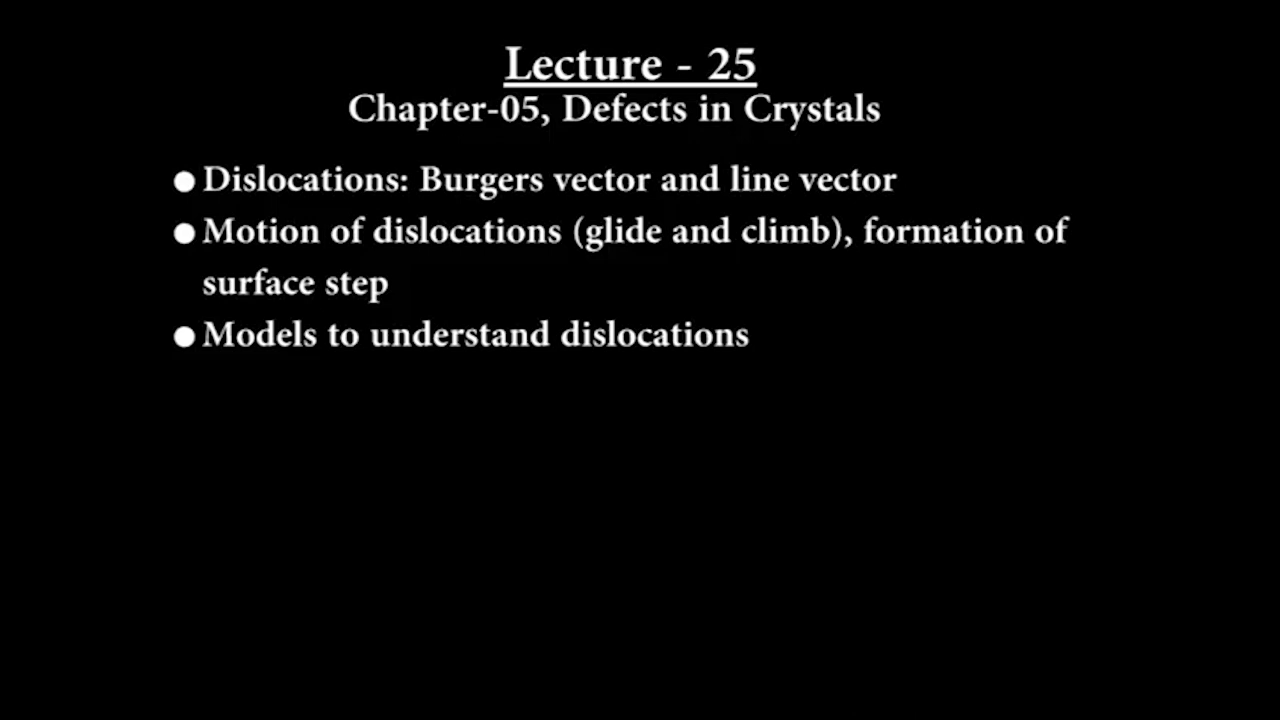 Lecture - 25
Chapter-05, Defects in Crystals
● Dislocations: Burgers vector and line vector
● Motion of dislocations (glide and climb), formation of
surface step
● Models to understand dislocations